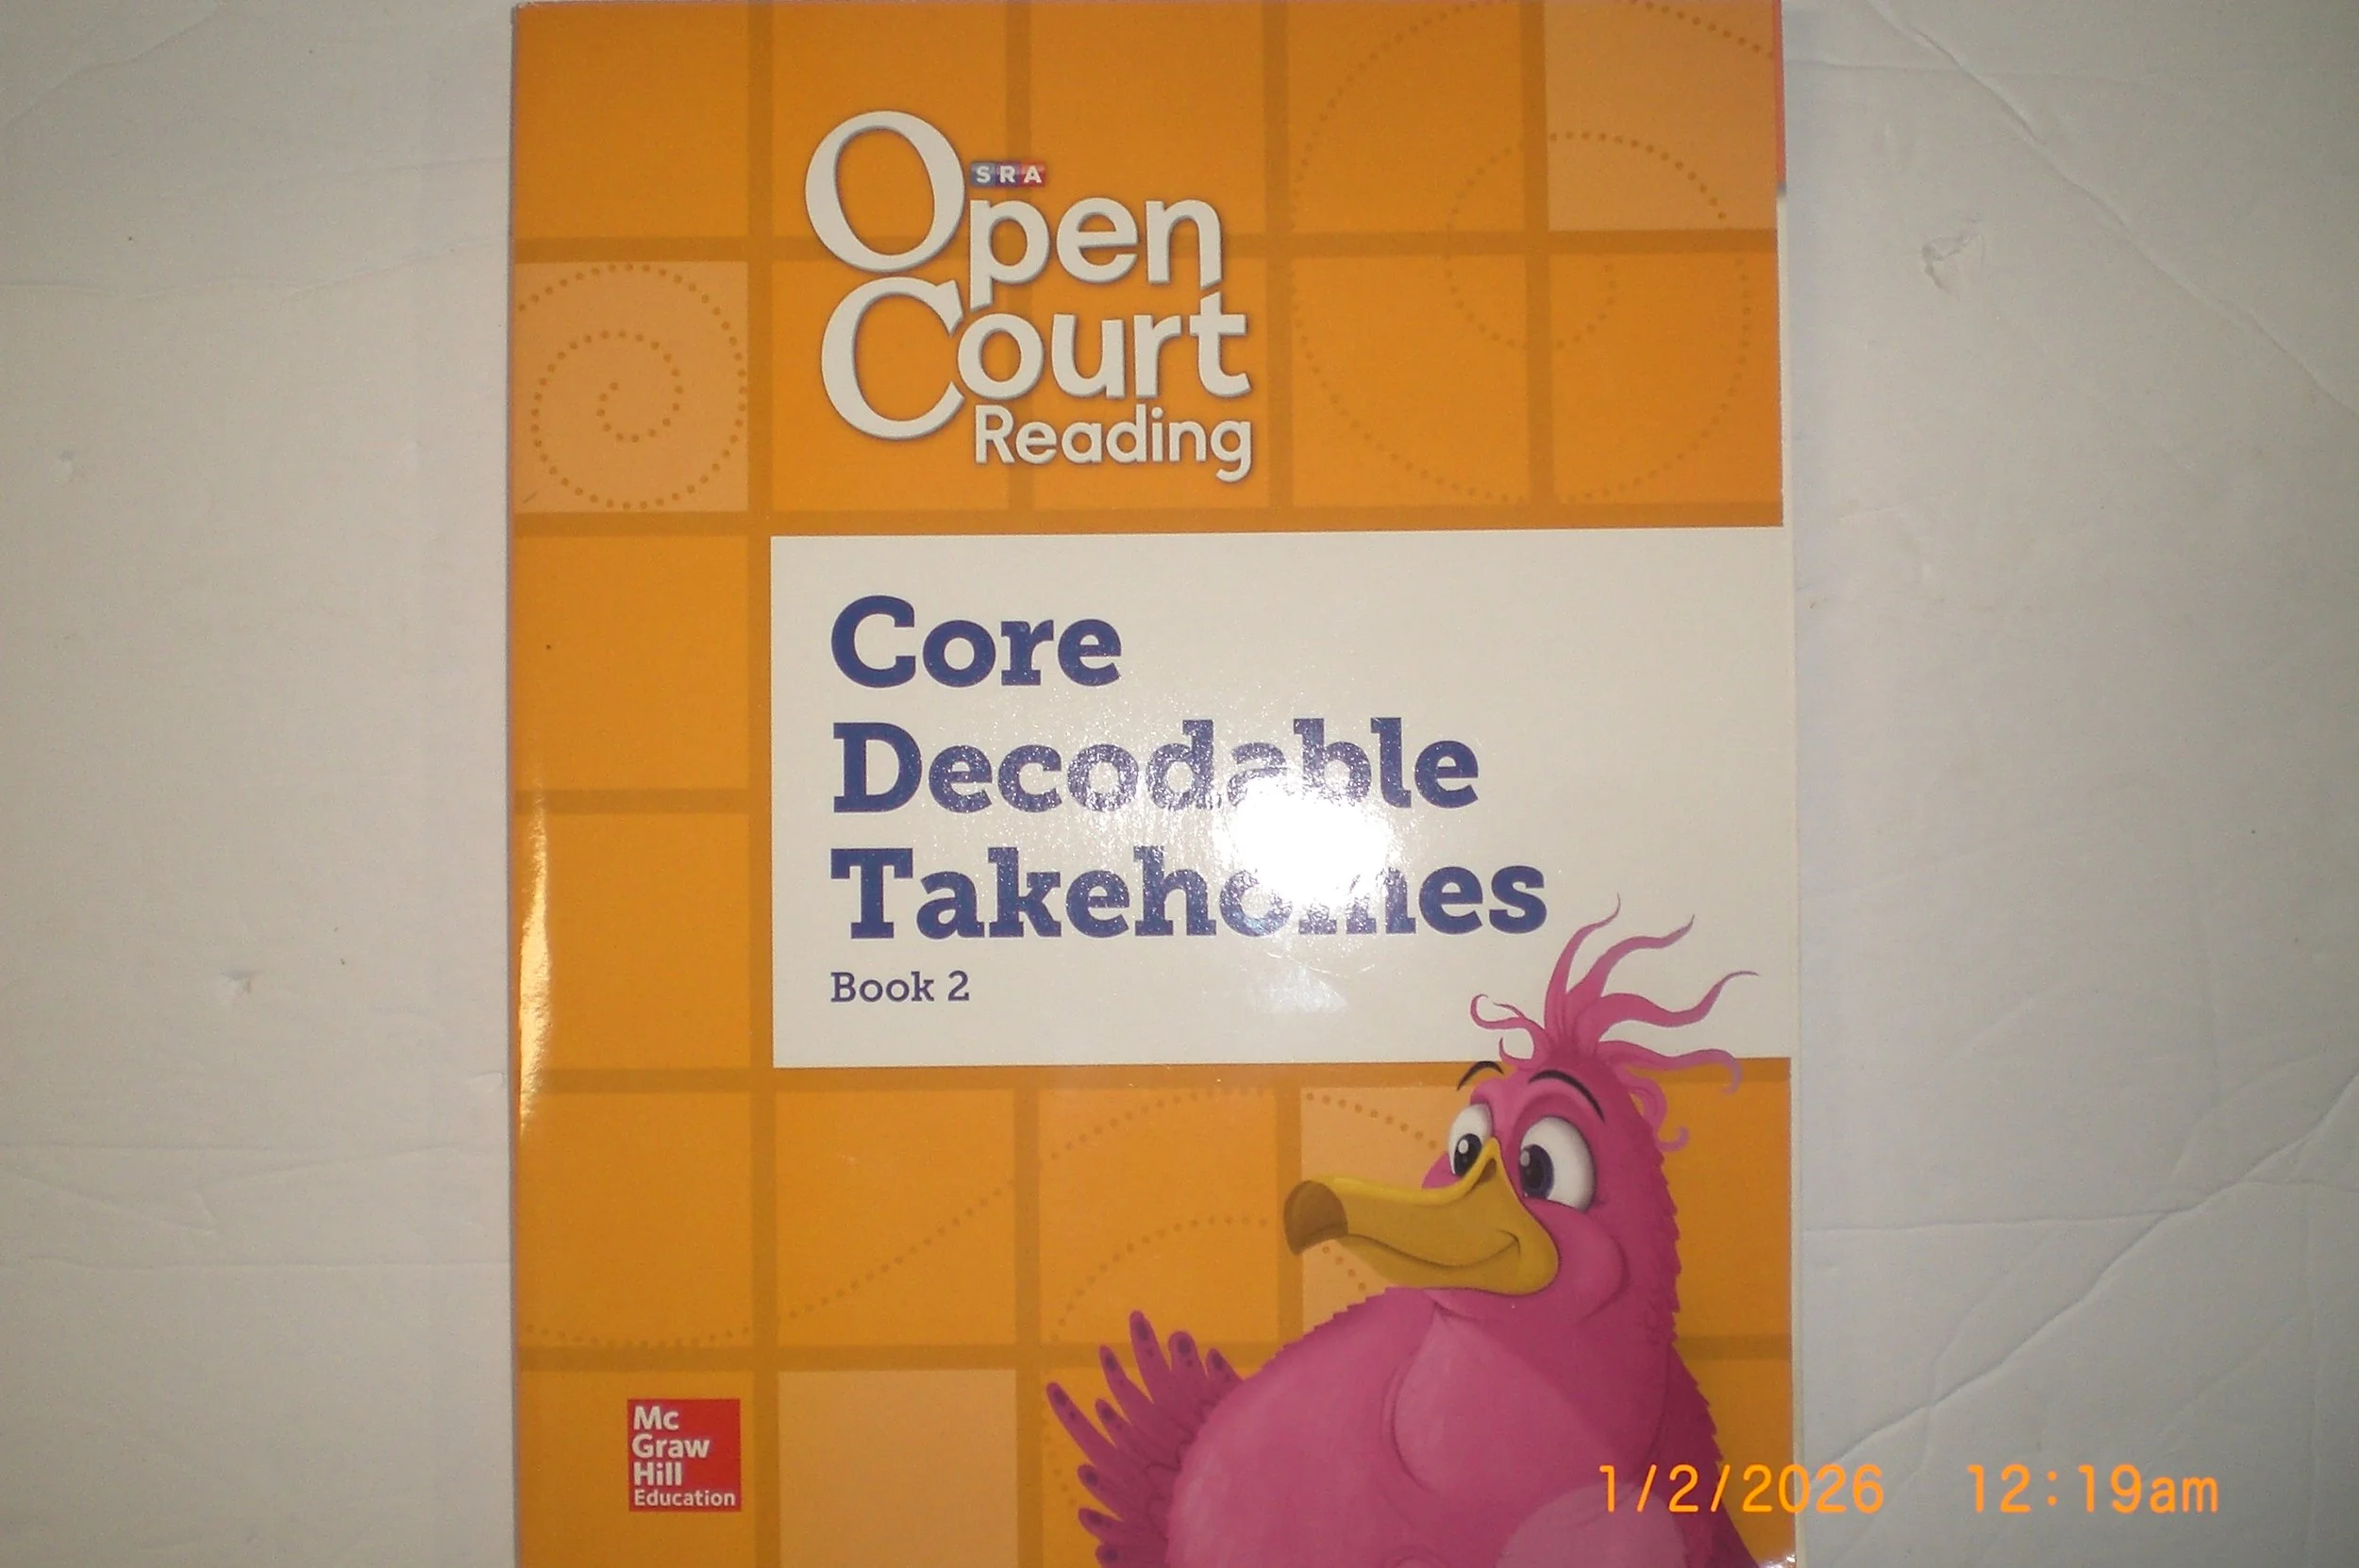 SRA
Open
Court
Reading
Core
Decodable
Takehomes
Book 2
Mc
Graw
Hill
Education
1/2/2026 12:19am